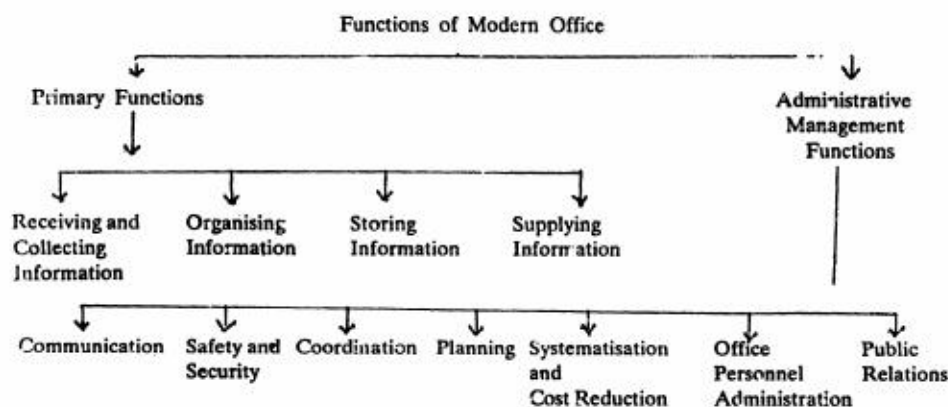 Functions of Modern Office
Primary Functions
Administrative
Management
Functions
Receiving and
Collecting
Information
Organising
Information
Storing
Information
Supplying
Information
Communication
Safety and
Security
Coordination
Planning
Systematisation
and
Cost Reduction
Office
Personnel
Administration
Public
Relations